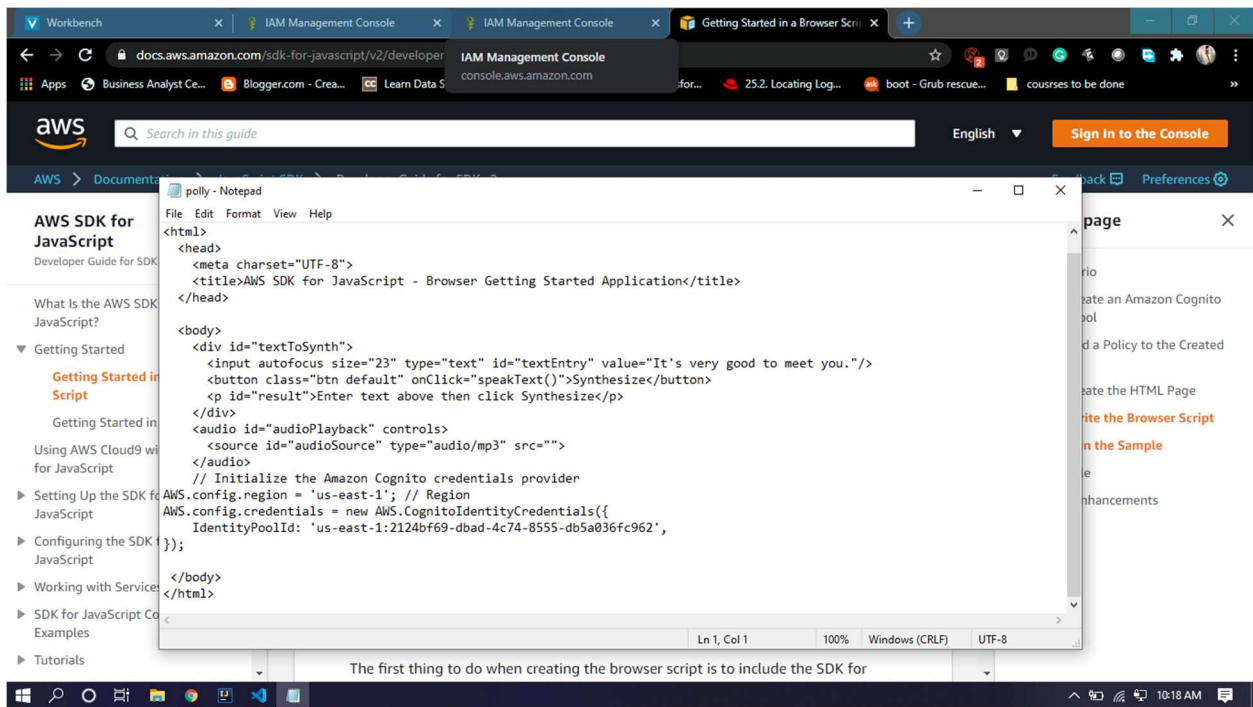 Workbench
IAM Management Console
IAM Management Console
Getting Started in a Browser Scrip
docs.aws.amazon.com/sdk-for-javascript/v2/developer
IAM Management Console
console.aws.amazon.com
2
Apps
Business Analyst Ce...
Blogger.com - Crea...
Learn Data S
sfor...
25.2. Locating Log...
boot - Grub rescue...
cousrses to be done
»
aws
Search in this guide
English
Sign In to the Console
AWS
Preferences
polly - Notepad
File Edit Format View Help
<html>
<head>
<meta charset="UTF-8">
<title>AWS SDK for JavaScript - Browser Getting Started Application</title>
</head>
<body>
<div id="textToSynth">
<input autofocus size="23" type="text" id="textEntry" value="It's very good to meet you."/>
<button class="btn default" onClick="speakText()">Synthesize</button>
<p id="result">Enter text above then click Synthesize</p>
</div>
<audio id="audioPlayback" controls>
<source id="audioSource" type="audio/mp3" src="">
</audio>
// Initialize the Amazon Cognito credentials provider
AWS.config.region = 'us-east-1'; // Region
AWS.config.credentials = new AWS.CognitoIdentityCredentials({
IdentityPoolId: 'us-east-1:2124bf69-dbad-4c74-8555-db5a036fc962',
});
</body>
</html>
Ln 1, Col 1
100%
Windows (CRLF)
UTF-8
AWS SDK for
JavaScript
Developer Guide for SDK
What Is the AWS SDK
JavaScript?
Getting Started
Getting Started in
Script
Getting Started in
Using AWS Cloud9 wi
for JavaScript
Setting Up the SDK fo
JavaScript
Configuring the SDK f
JavaScript
Working with Services
SDK for JavaScript Co
Examples
Tutorials
page
rio
eate an Amazon Cognito
ool
d a Policy to the Created
eate the HTML Page
rite the Browser Script
n the Sample
le
nhancements
The first thing to do when creating the browser script is to include the SDK for
10:18 AM